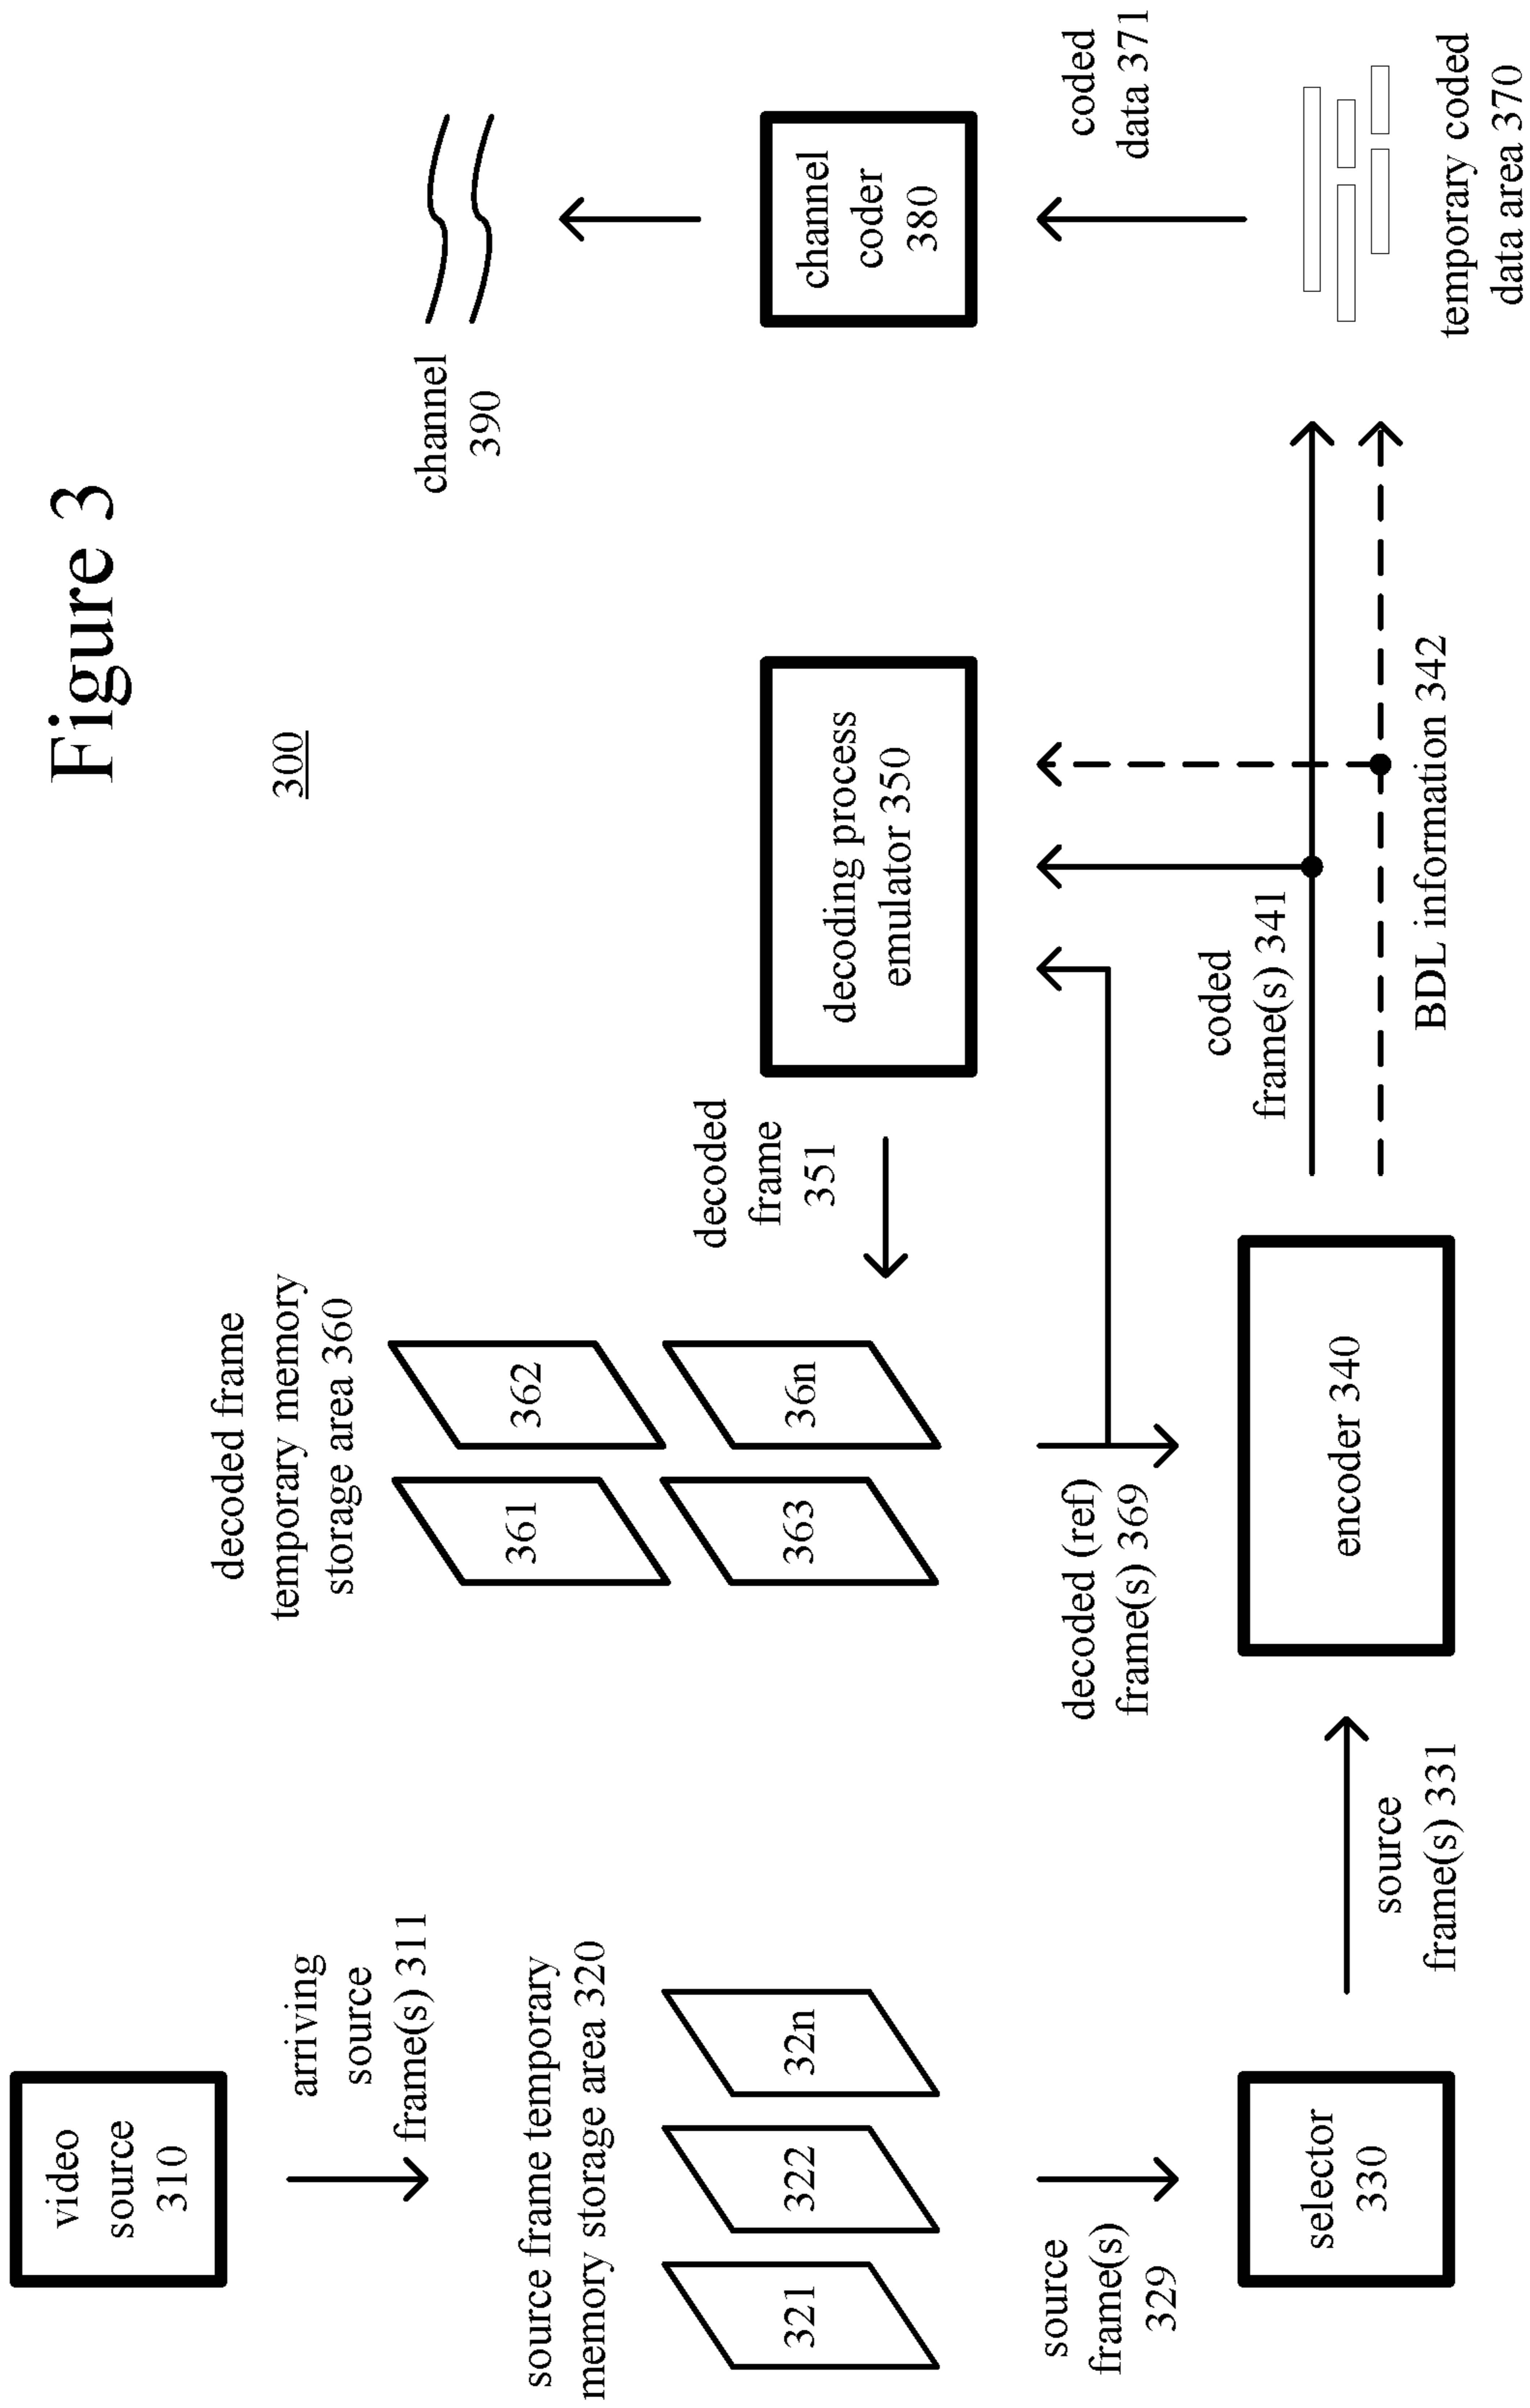 Figure 3
300
video
source
310
arriving
source
frame(s) 311
source frame temporary
memory storage area 320
321
322
32n
source
frame(s)
329
selector
330
source
frame(s) 331
decoded frame
temporary memory
storage area 360
361
362
363
36n
decoded (ref)
frame(s) 369
encoder 340
decoded
frame
351
decoding process
emulator 350
coded
frame(s) 341
BDL information 342
channel
390
channel
coder
380
coded
data 371
temporary coded
data area 370